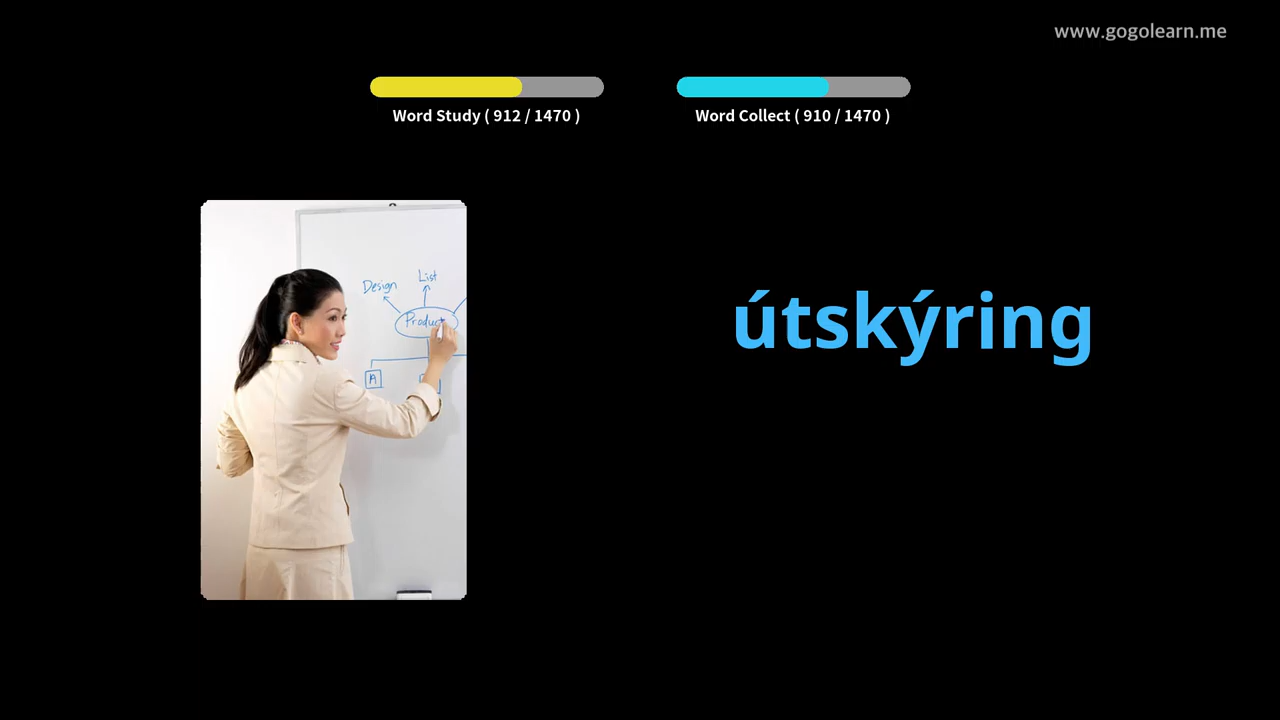 www.gogolearn.me
Word Study ( 912 / 1470 )
Word Collect ( 910 / 1470 )
List
Design
Product
A
útskýring